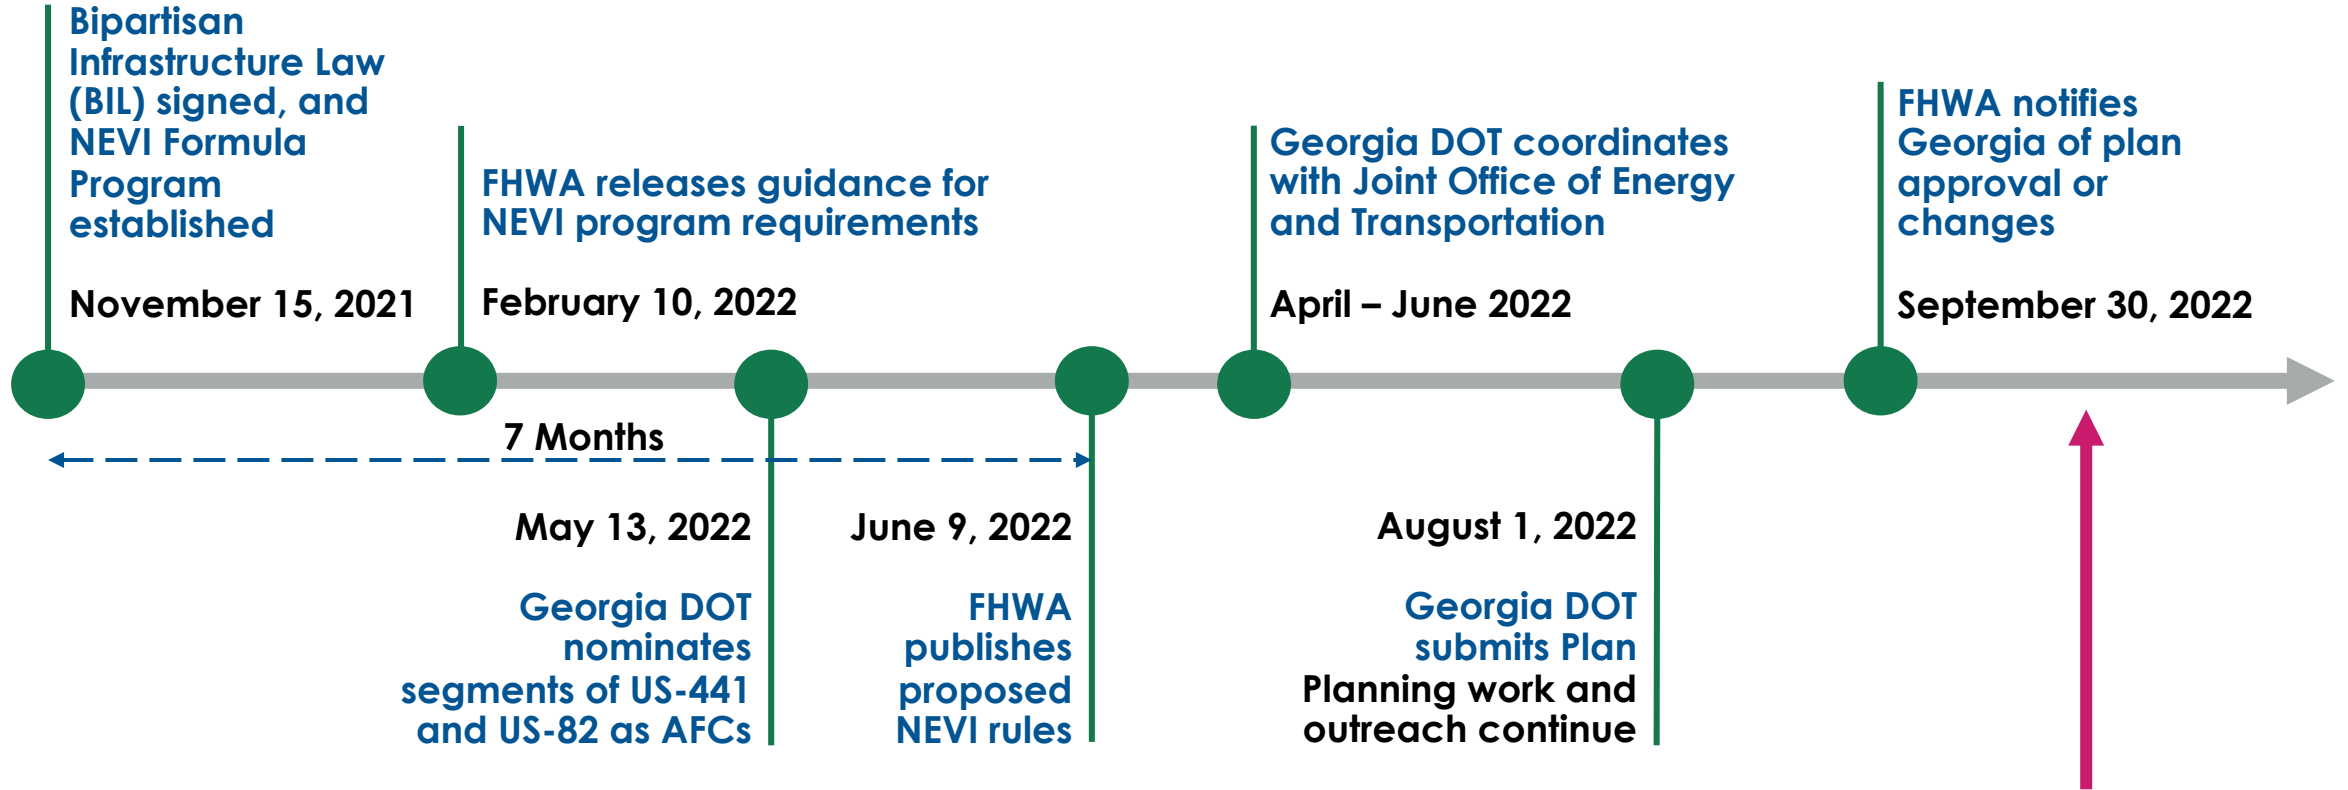 Bipartisan
Infrastructure Law
(BIL) signed, and
NEVI Formula
Program
established
November 15, 2021
FHWA releases guidance for
NEVI program requirements
February 10, 2022
Georgia DOT coordinates
with Joint Office of Energy
and Transportation
April – June 2022
FHWA notifies
Georgia of plan
approval or
changes
September 30, 2022
7 Months
May 13, 2022
Georgia DOT
nominates
segments of US-441
and US-82 as AFCs
June 9, 2022
FHWA
publishes
proposed
NEVI rules
August 1, 2022
Georgia DOT
submits Plan
Planning work and
outreach continue